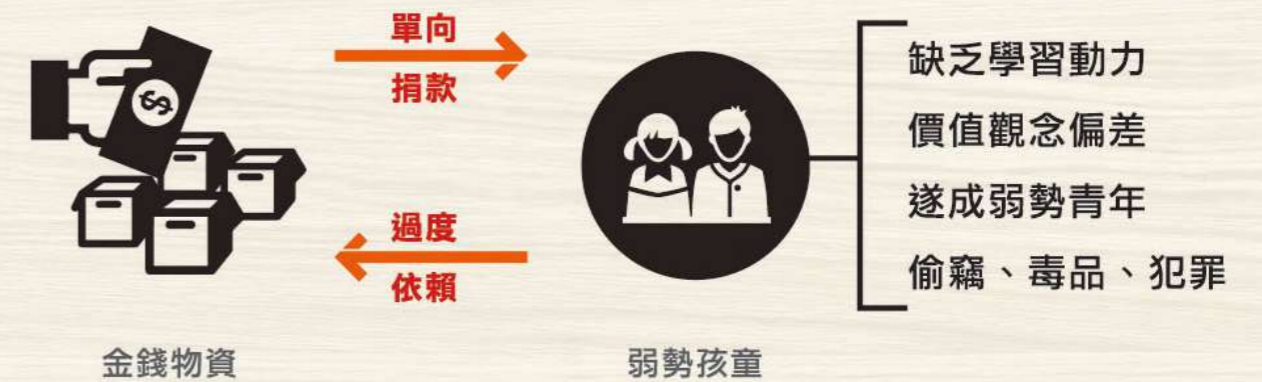 單向
捐款
過度
依賴
金錢物資
弱勢孩童
缺乏學習動力
價值觀念偏差
遂成弱勢青年
偷竊、毒品、犯罪
$